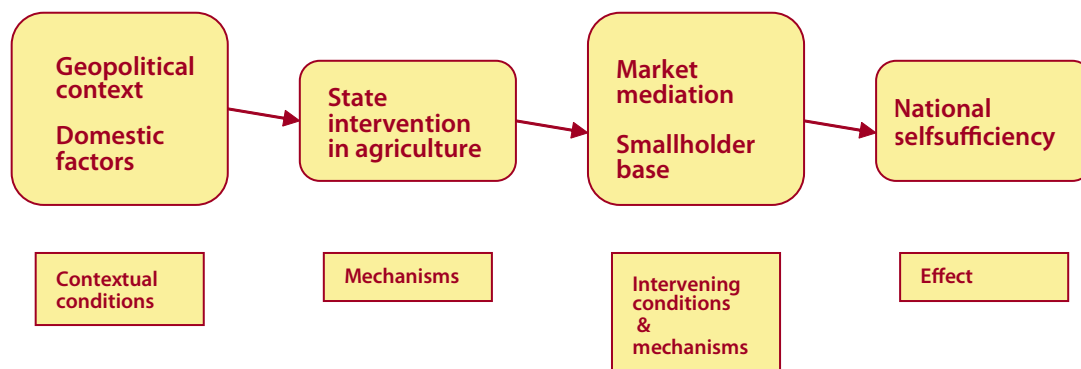 Geopolitical
context
Domestic
factors
State
intervention
in agriculture
Market
mediation
Smallholder
base
National
selfsufficiency
Contextual
conditions
Mechanisms
Intervening
conditions
&
mechanisms
Effect